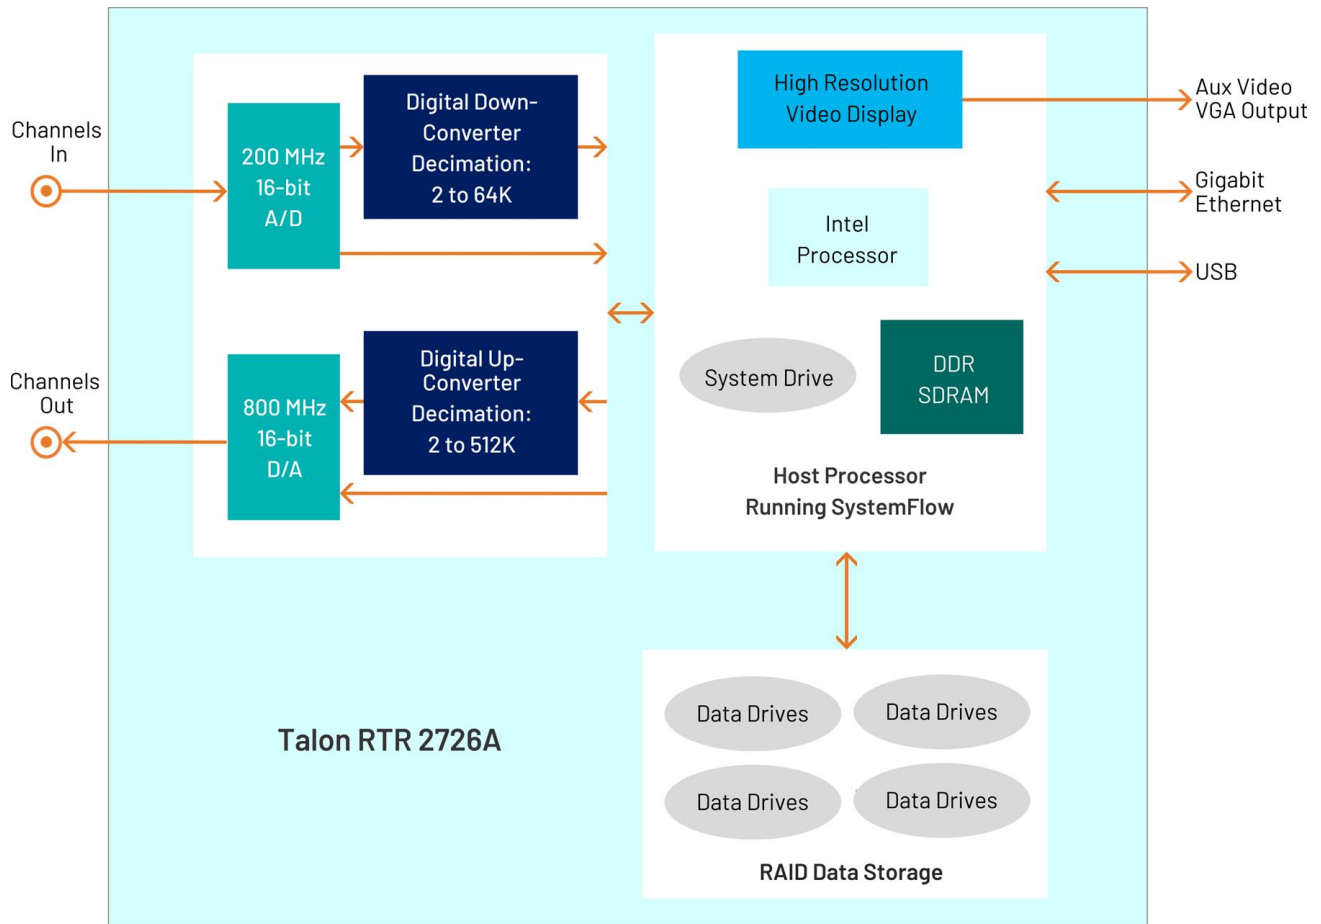 Channels
In
200 MHz
16-bit
A/D
Digital Down-
Converter
Decimation:
2 to 64K
Channels
Out
800 MHz
16-bit
D/A
Digital Up-
Converter
Decimation:
2 to 512K
High Resolution
Video Display
Intel
Processor
System Drive
DDR
SDRAM
Host Processor
Running SystemFlow
Aux Video
VGA Output
Gigabit
Ethernet
USB
Talon RTR 2726A
Data Drives
Data Drives
Data Drives
Data Drives
RAID Data Storage